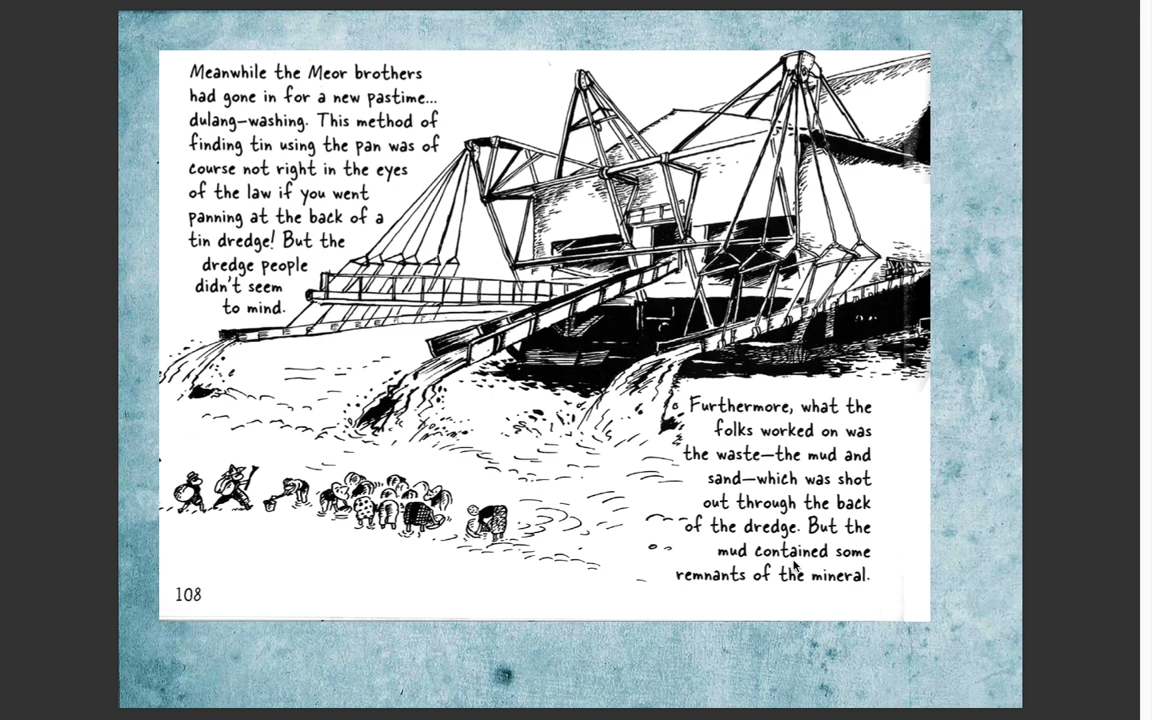 Meanwhile the Meor brothers
had gone in for a new pastime...
dulang-washing. This method of
finding tin using the pan was of
course not right in the eyes
of the law if you went
panning at the back of a
tin dredge! But the
dredge people
didn't seem
to mind.
Furthermore, what the
folks worked on was
the waste—the mud and
sand—which was shot
out through the back
of the dredge. But the
mud contained some
remnants of the mineral.
108